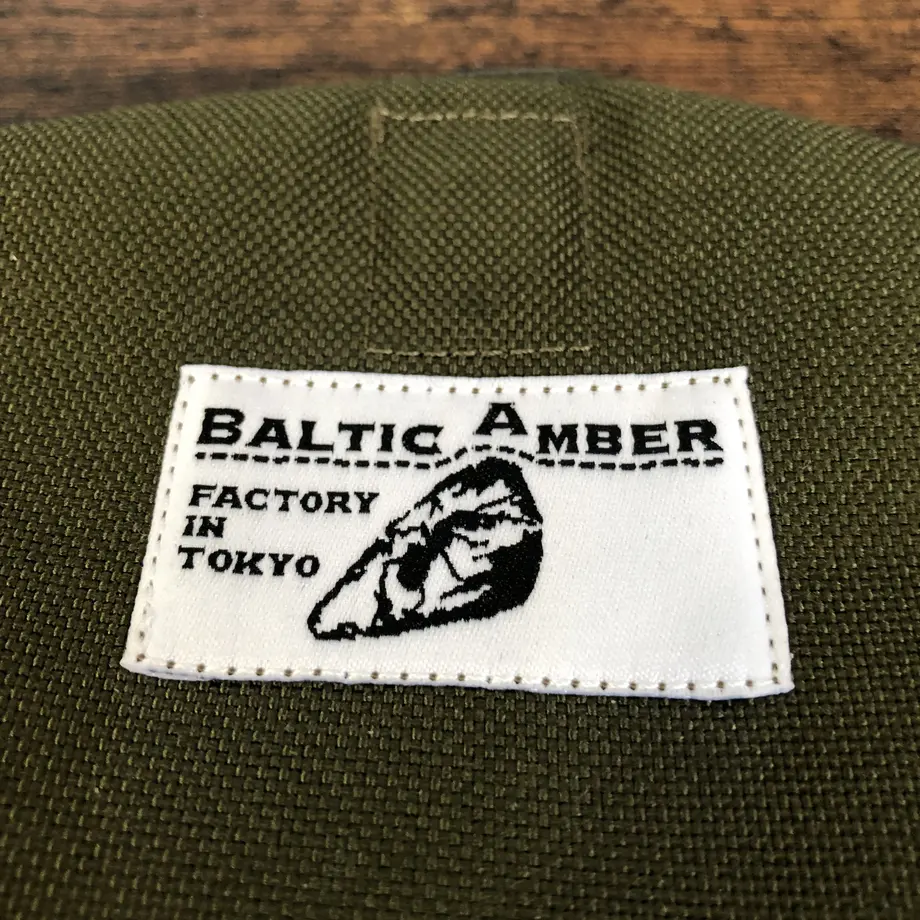 BALTIC AMBER
FACTORY
IN
TOKYO